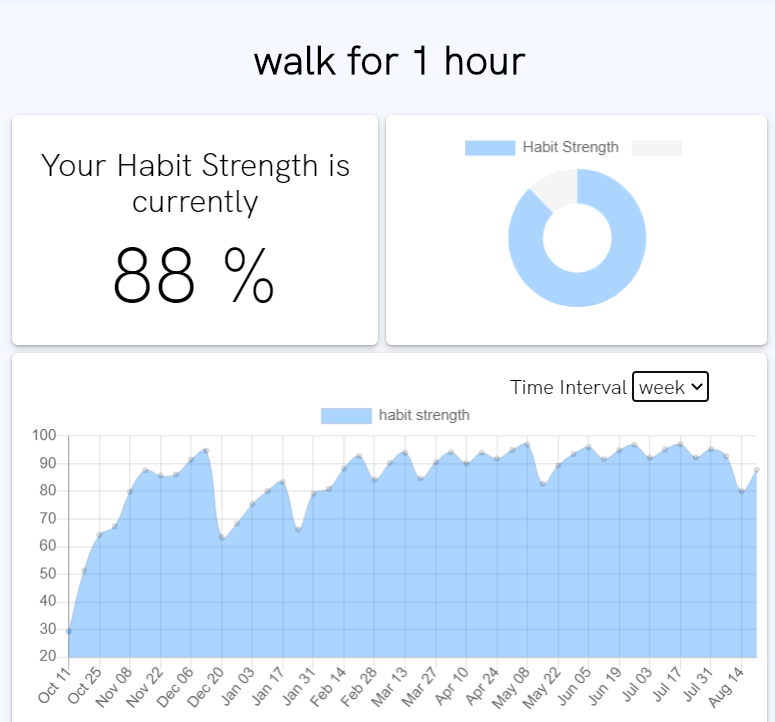 walk for 1 hour
Your Habit Strength is
currently
88 %
Habit Strength
Time Interval week
habit strength
100
90
80
70
60
50
40
30
20
Oct 11
Oct 25
Nov 08
Nov 22
Dec 06
Dec 20
Jan 03
Jan 17
Jan 31
Feb 14
Feb 28
Mar 13
Mar 27
Apr 10
Apr 24
May 08
May 22
Jun 05
Jun 19
Jul 03
Jul 17
Jul 31
Aug 14